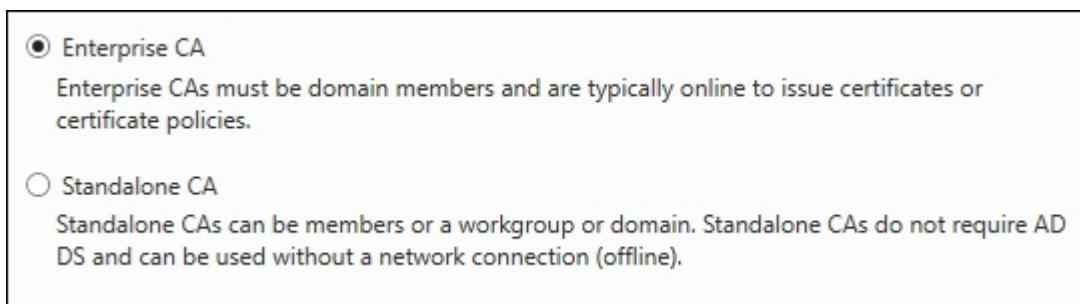 Enterprise CA
Enterprise CAs must be domain members and are typically online to issue certificates or
certificate policies.
Standalone CA
Standalone CAs can be members or a workgroup or domain. Standalone CAs do not require AD
DS and can be used without a network connection (offline).